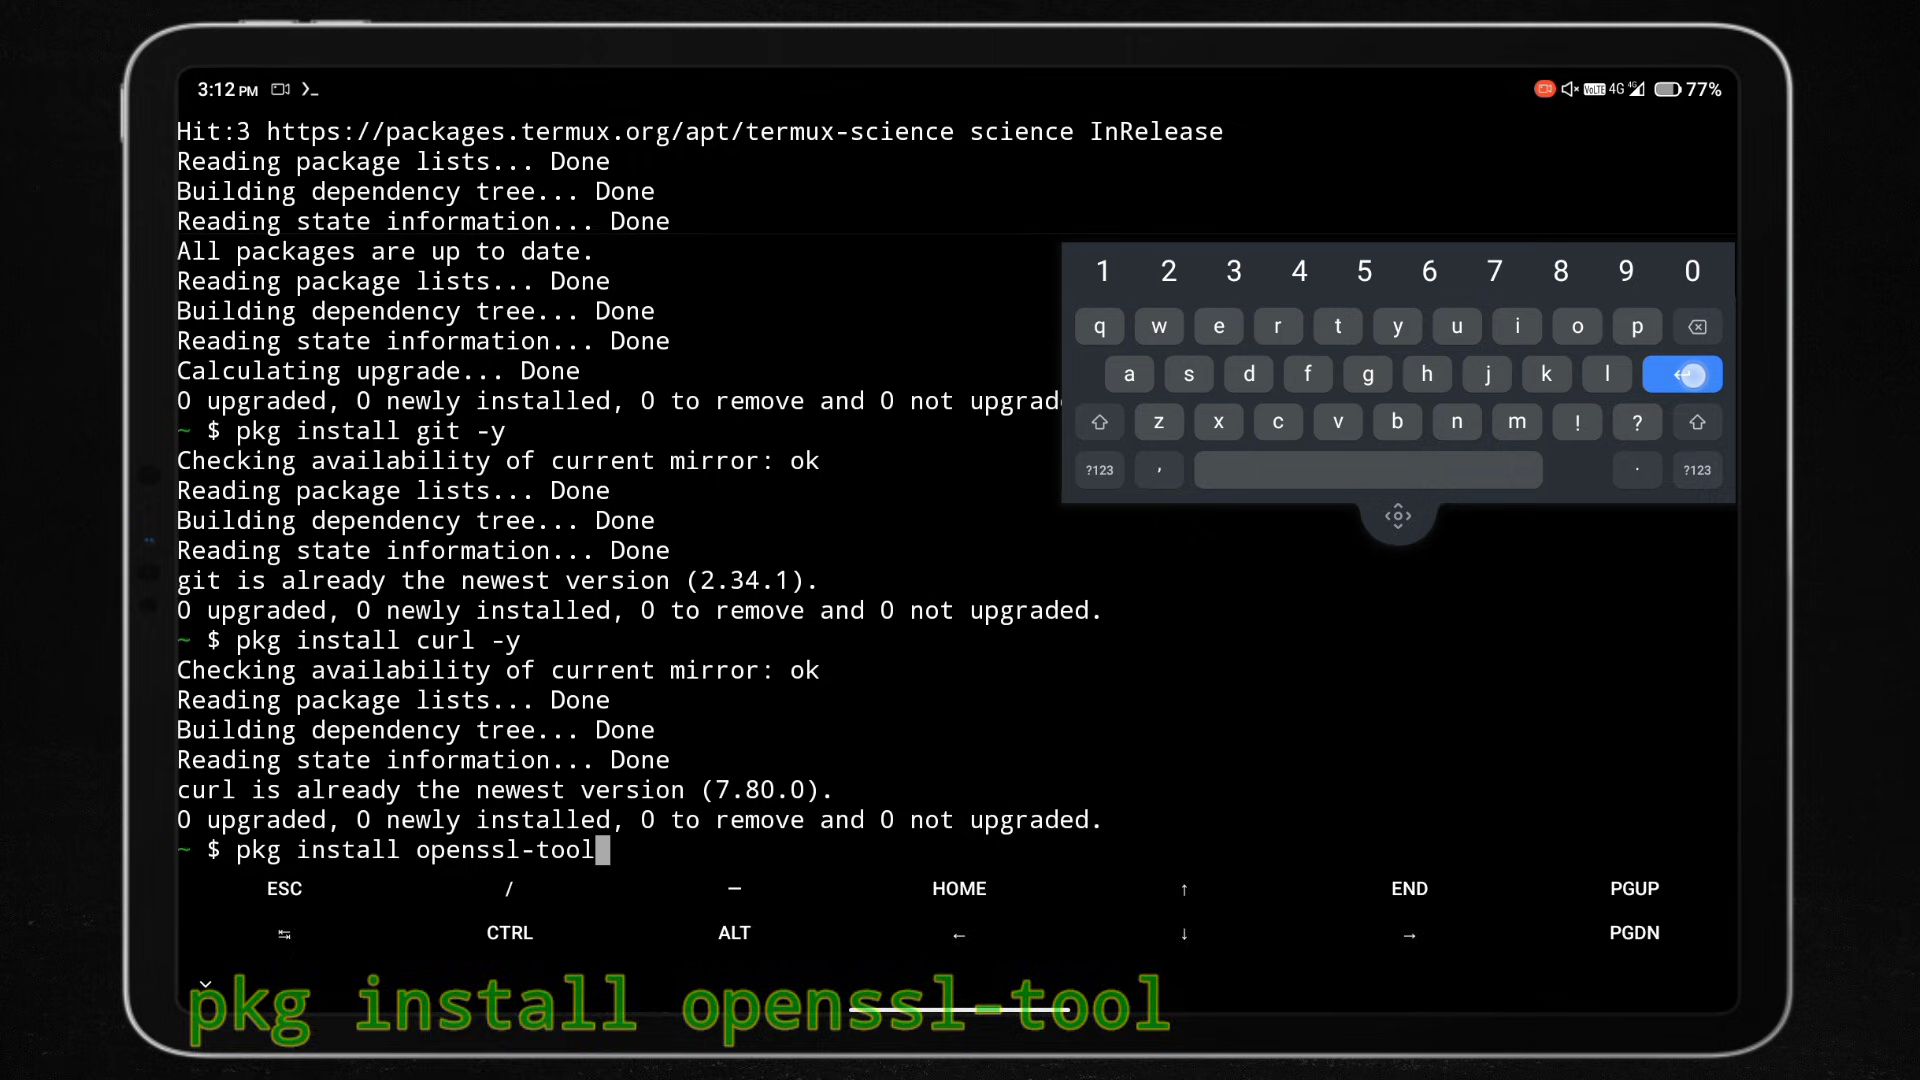 3:12 PM
VoLTE 4G 4G 77%
Hit:3 https://packages.termux.org/apt/termux-science science InRelease
Reading package lists... Done
Building dependency tree... Done
Reading state information... Done
All packages are up to date.
Reading package lists... Done
Building dependency tree... Done
Reading state information... Done
Calculating upgrade... Done
0 upgraded, 0 newly installed, 0 to remove and 0 not upgrad
~ $ pkg install git -y
Checking availability of current mirror: ok
Reading package lists... Done
Building dependency tree... Done
Reading state information... Done
git is already the newest version (2.34.1).
0 upgraded, 0 newly installed, 0 to remove and 0 not upgraded.
~ $ pkg install curl -y
Checking availability of current mirror: ok
Reading package lists... Done
Building dependency tree... Done
Reading state information... Done
curl is already the newest version (7.80.0).
0 upgraded, 0 newly installed, 0 to remove and 0 not upgraded.
~ $ pkg install openssl-tool
1 2 3 4 5 6 7 8 9 0
q w e r t y u i o p
a s d f g h j k l
z x c v b n m ! ?
?123 , . ?123
ESC / — HOME ↑ END PGUP
↹ CTRL ALT ← ↓ → PGDN
pkg install openssl-tool